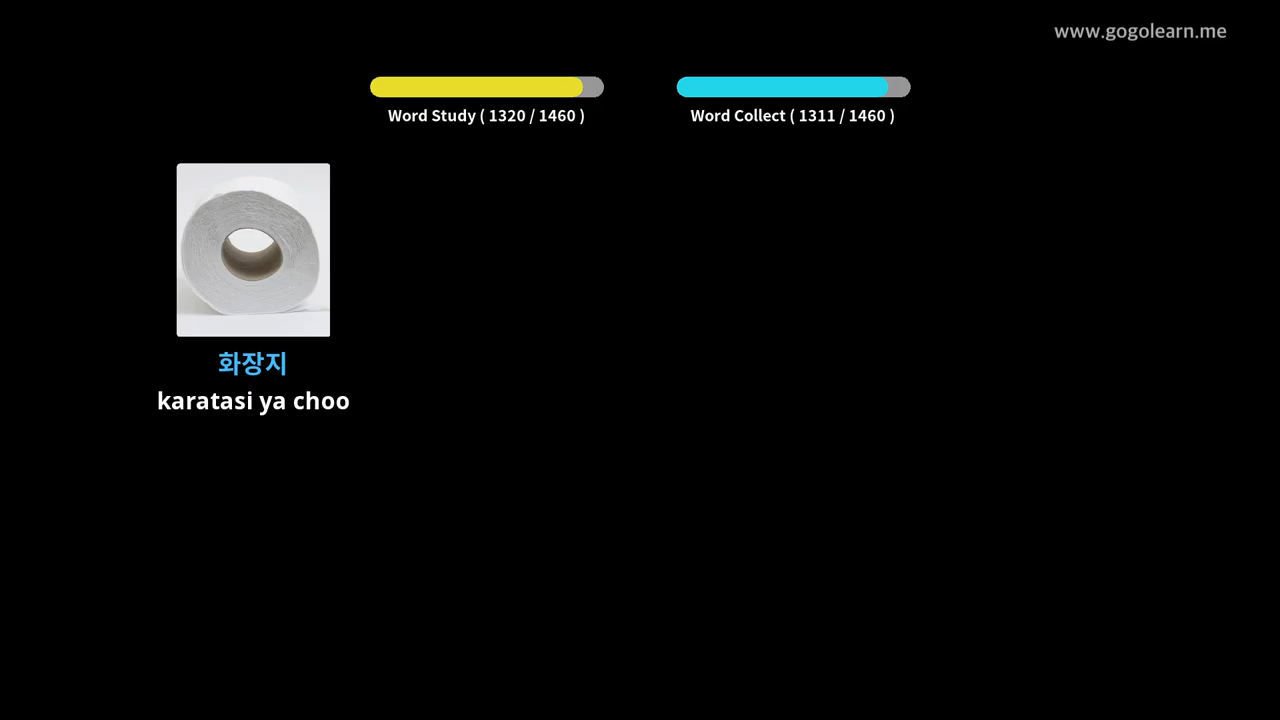 www.gogolearn.me
Word Study ( 1320 / 1460 )
Word Collect ( 1311 / 1460 )
화장지
karatasi ya choo